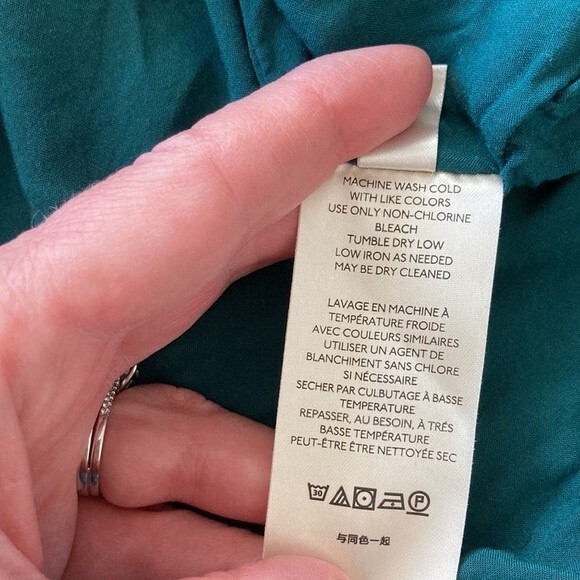 MACHINE WASH COLD
WITH LIKE COLORS
USE ONLY NON-CHLORINE
BLEACH
TUMBLE DRY LOW
LOW IRON AS NEEDED
MAY BE DRY CLEANED
LAVAGE EN MACHINE À
TEMPÉRATURE FROIDE
AVEC COULEURS SIMILAIRES
UTILISER UN AGENT DE
BLANCHIMENT SANS CHLORE
SI NÉCESSAIRE
SECHER PAR CULBUTAGE À BASSE
TEMPERATURE
REPASSER, AU BESOIN, À TRÈS
BASSE TEMPÉRATURE
PEUT-ÊTRE ÊTRE NETTOYÉE SEC
30 P
与同色一起